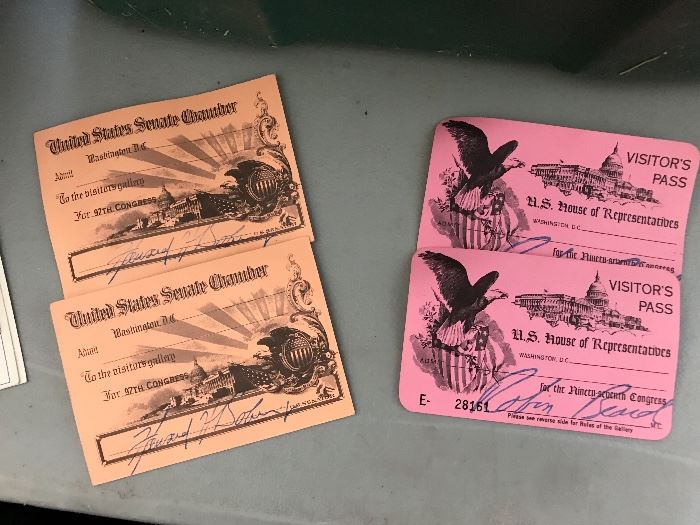 United States Senate Chamber
Washington, D.C.
Admit
To the visitors gallery
For 97TH CONGRESS
United States Senate Chamber
Washington, D.C.
Admit
To the visitors gallery
For 97TH CONGRESS
VISITOR'S
PASS
U.S. House of Representatives
WASHINGTON, D.C.
for the Ninety-seventh Congress
VISITOR'S
PASS
U.S. House of Representatives
WASHINGTON, D.C.
for the Ninety-seventh Congress
Robin Beard
E- 28161
M.C.
Please see reverse side for Rules of the Gallery